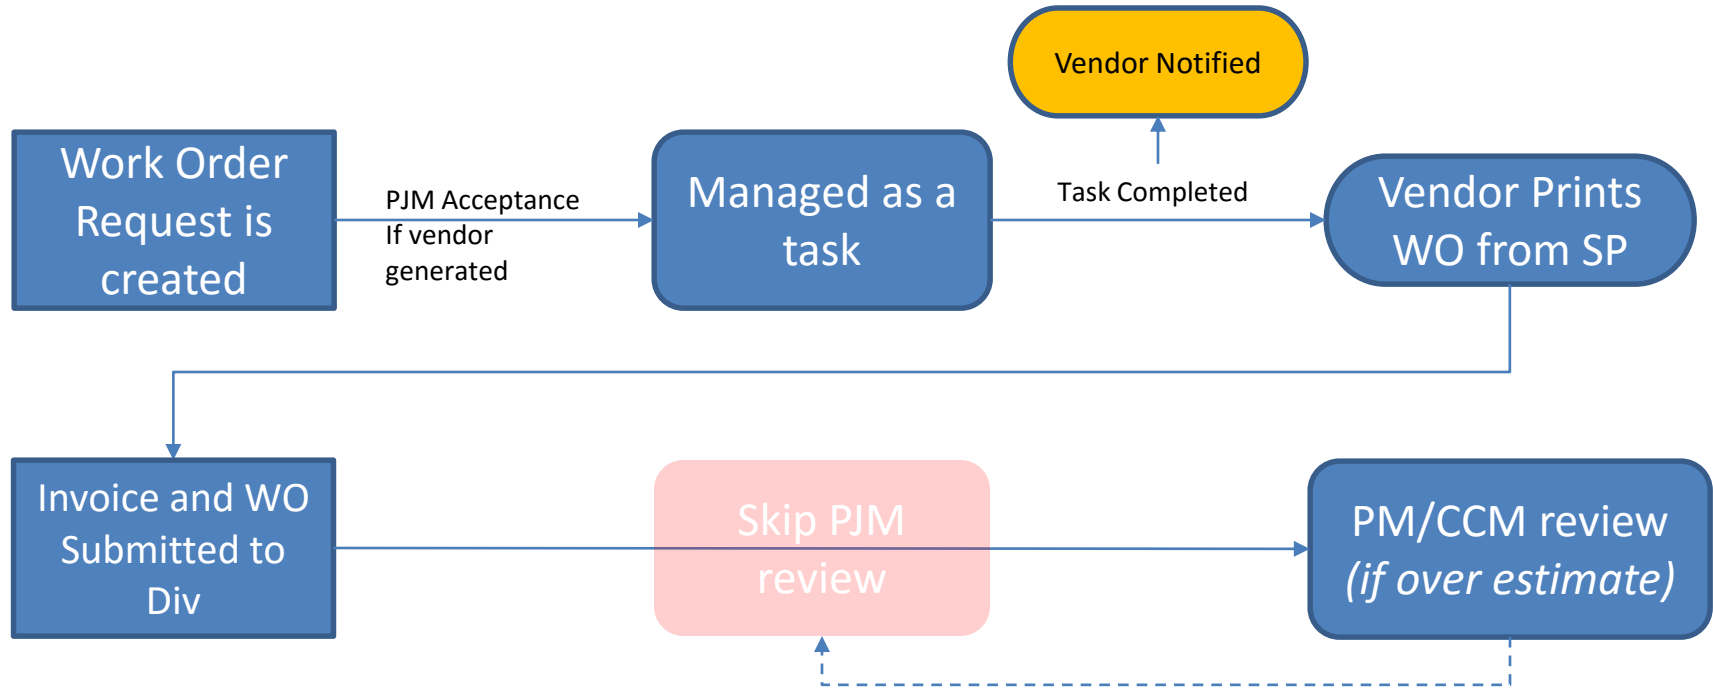 Vendor Notified
Work Order
Request is
created
PJM Acceptance
If vendor
generated
Managed as a
task
Task Completed
Vendor Prints
WO from SP
Invoice and WO
Submitted to
Div
Skip PJM
review
PM/CCM review
(if over estimate)